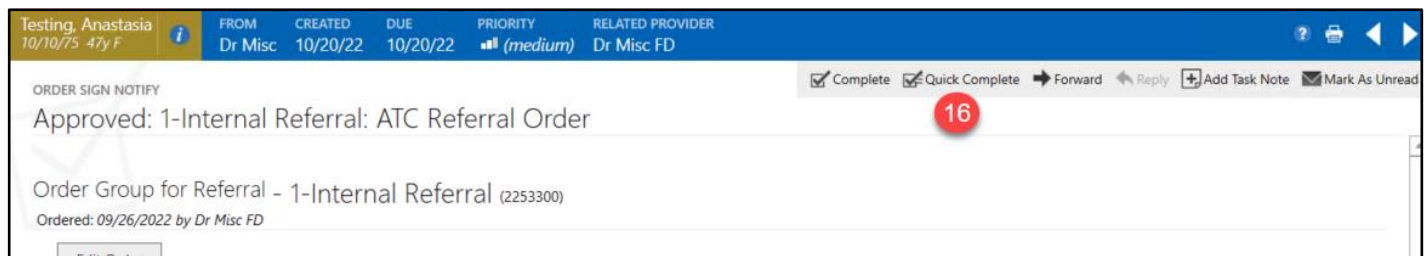 Testing, Anastasia
10/10/75 47y F
i
FROM CREATED DUE PRIORITY RELATED PROVIDER
Dr Misc 10/20/22 10/20/22 (medium) Dr Misc FD
?
Complete Quick Complete Forward Reply Add Task Note Mark As Unread
16
ORDER SIGN NOTIFY
Approved: 1-Internal Referral: ATC Referral Order
Order Group for Referral - 1-Internal Referral (2253300)
Ordered: 09/26/2022 by Dr Misc FD